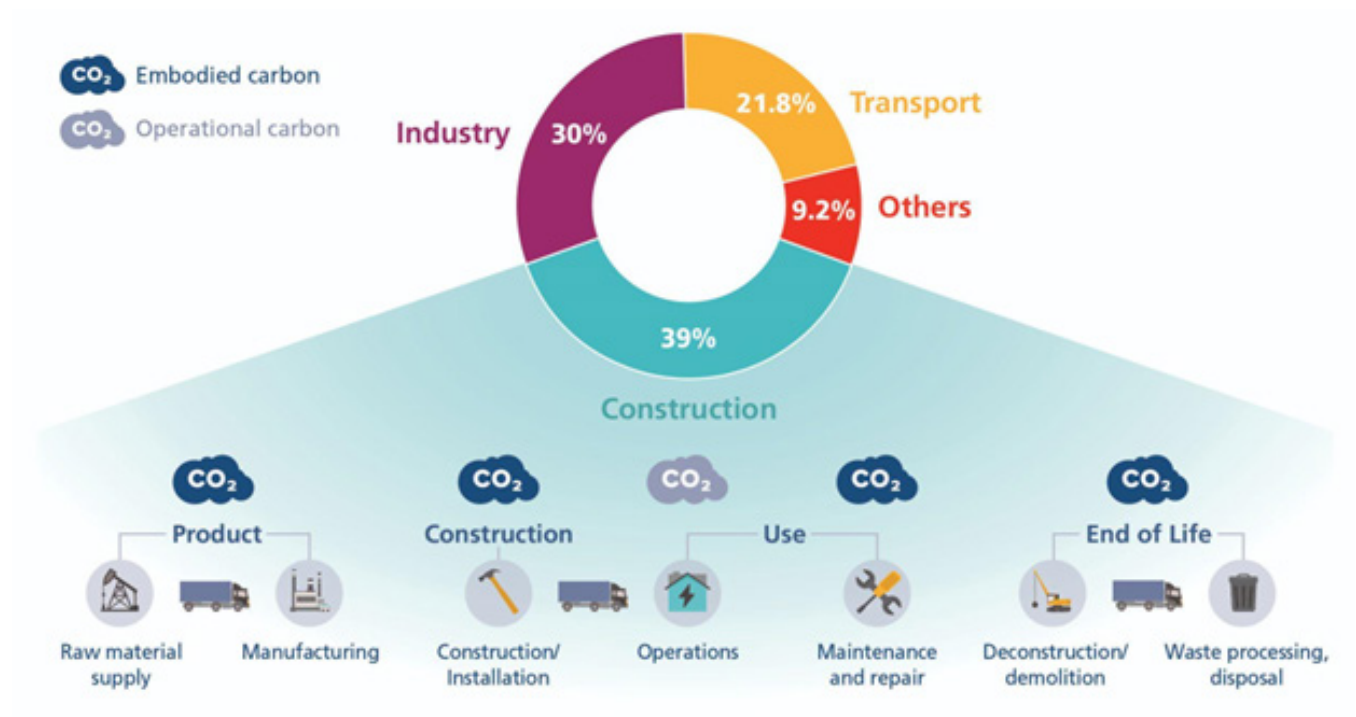 CO₂ Embodied carbon
CO₂ Operational carbon
Industry
30%
21.8%
Transport
9.2%
Others
39%
Construction
CO₂
CO₂
CO₂
CO₂
CO₂
Product
Construction
Use
End of Life
Raw material
supply
Manufacturing
Construction/
Installation
Operations
Maintenance
and repair
Deconstruction/
demolition
Waste processing,
disposal